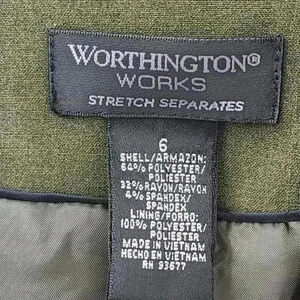 WORTHINGTON®
WORKS
STRETCH SEPARATES
6
SHELL/ARMAZON:
64% POLYESTER/
POLIESTER
32% RAYON/RAYON
4% SPANDEX/
SPANDEX
LINING/FORRO:
100% POLYESTER/
POLIESTER
MADE IN VIETNAM
HECHO EN VIETNAM
RN 93677